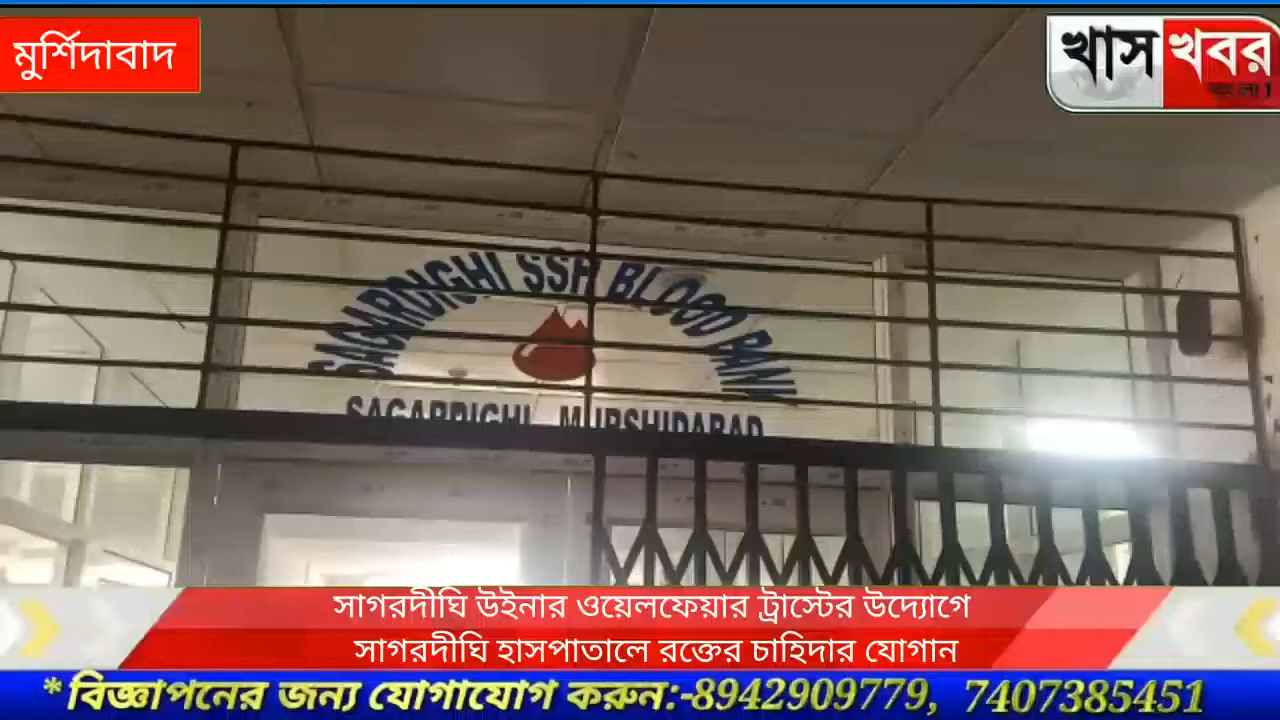 মুর্শিদাবাদ
খাস খবর
বাংলা
SAGARDIGHI SSH BLOOD BANK
SAGARDIGHI, MURSHIDABAD
সাগরদীঘি উইনার ওয়েলফেয়ার ট্রাস্টের উদ্যোগে
সাগরদীঘি হাসপাতালে রক্তের চাহিদার যোগান
* বিজ্ঞাপনের জন্য যোগাযোগ করুন:-8942909779, 7407385451